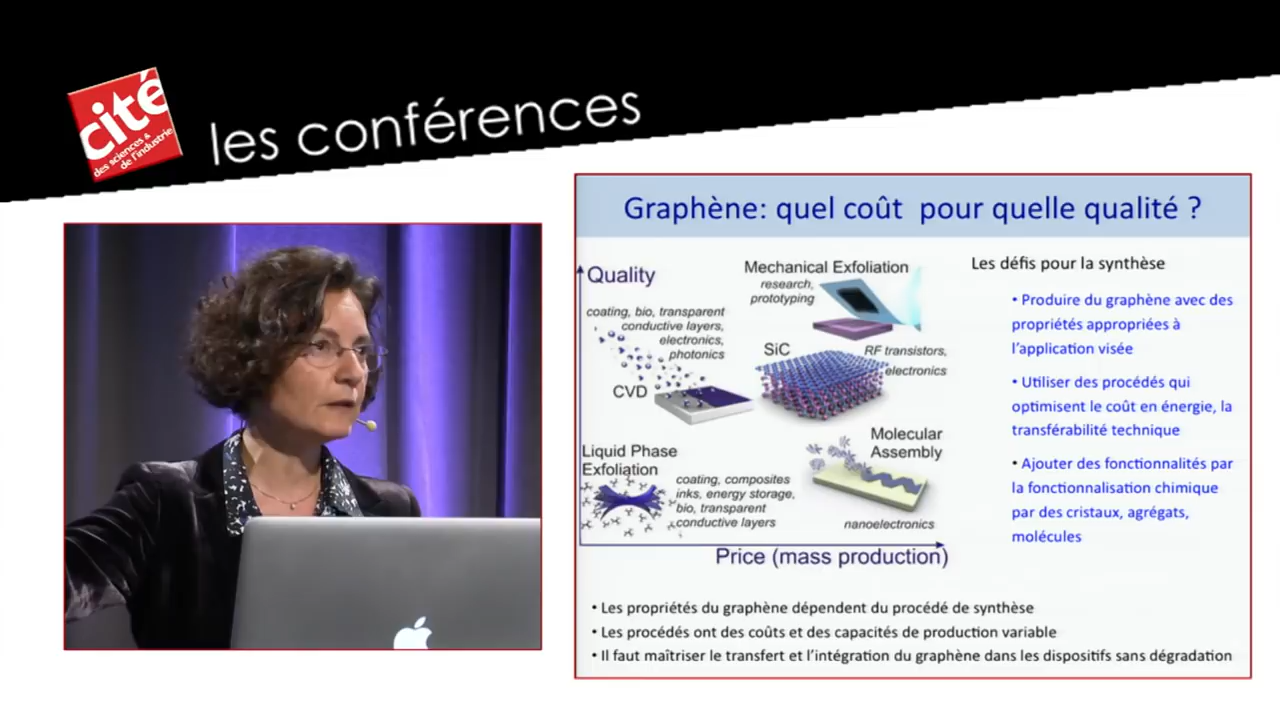 cité
des sciences &
de l'industrie
les conférences
Graphène: quel coût pour quelle qualité ?
Quality
Mechanical Exfoliation
research,
prototyping
coating, bio, transparent
conductive layers,
electronics,
photonics
SiC
RF transistors,
electronics
CVD
Liquid Phase
Exfoliation
coating, composites
inks, energy storage,
bio, transparent
conductive layers
Molecular
Assembly
nanoelectronics
Price (mass production)
Les défis pour la synthèse
• Produire du graphène avec des
propriétés appropriées à
l'application visée
• Utiliser des procédés qui
optimisent le coût en énergie, la
transférabilité technique
• Ajouter des fonctionnalités par
la fonctionnalisation chimique
par des cristaux, agrégats,
molécules
• Les propriétés du graphène dépendent du procédé de synthèse
• Les procédés ont des coûts et des capacités de production variable
• Il faut maîtriser le transfert et l'intégration du graphène dans les dispositifs sans dégradation